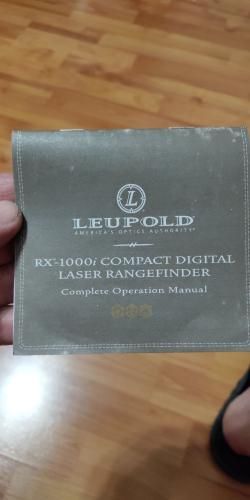 L
LEUPOLD
AMERICA'S OPTICS AUTHORITY®
RX-1000i COMPACT DIGITAL
LASER RANGEFINDER
Complete Operation Manual